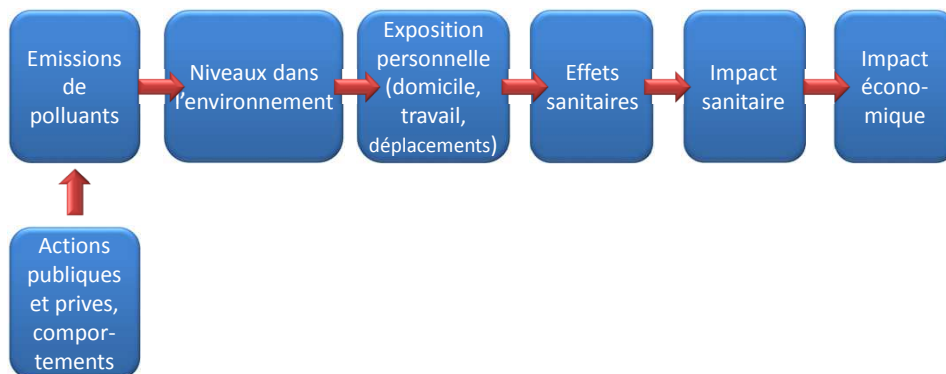 Emissions
de
polluants
Niveaux dans
l'environnement
Exposition
personnelle
(domicile,
travail,
déplacements)
Effets
sanitaires
Impact
sanitaire
Impact
écono-
mique
Actions
publiques
et prives,
compor-
tements